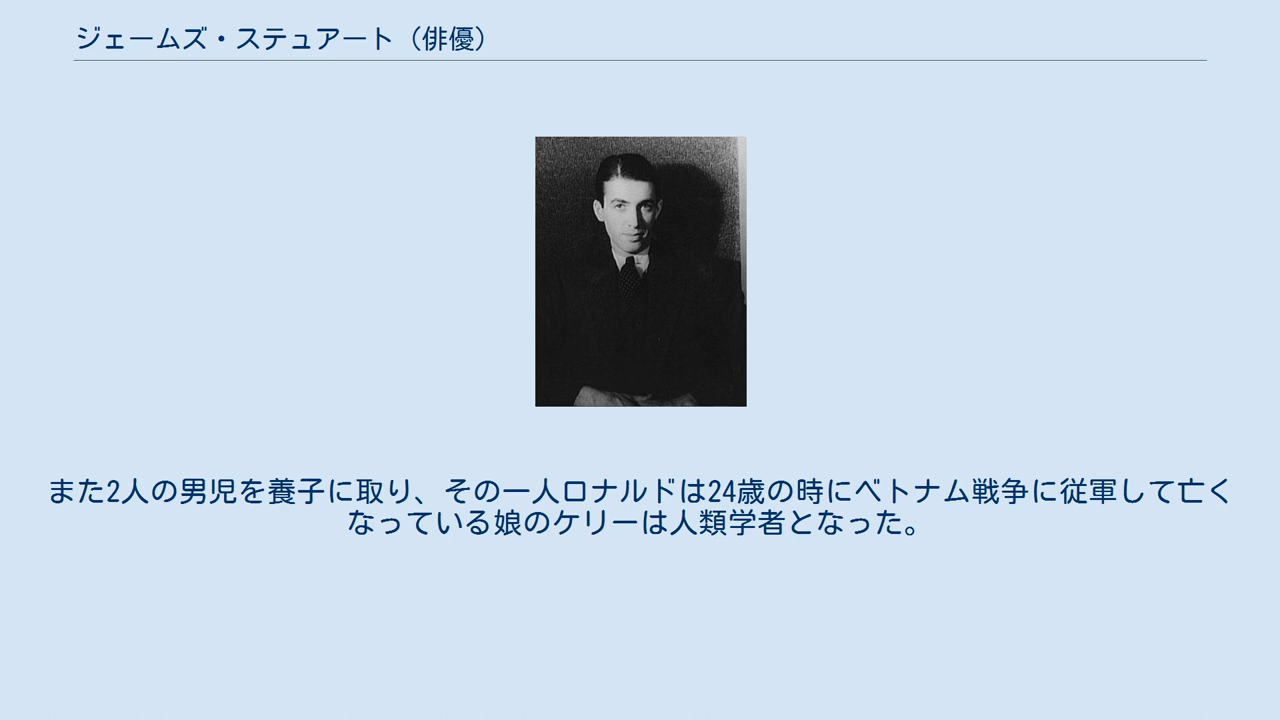 ジェームズ・ステュアート（俳優）
また2人の男児を養子に取り、その一人ロナルドは24歳の時にベトナム戦争に従軍して亡く
なっている娘のケリーは人類学者となった。